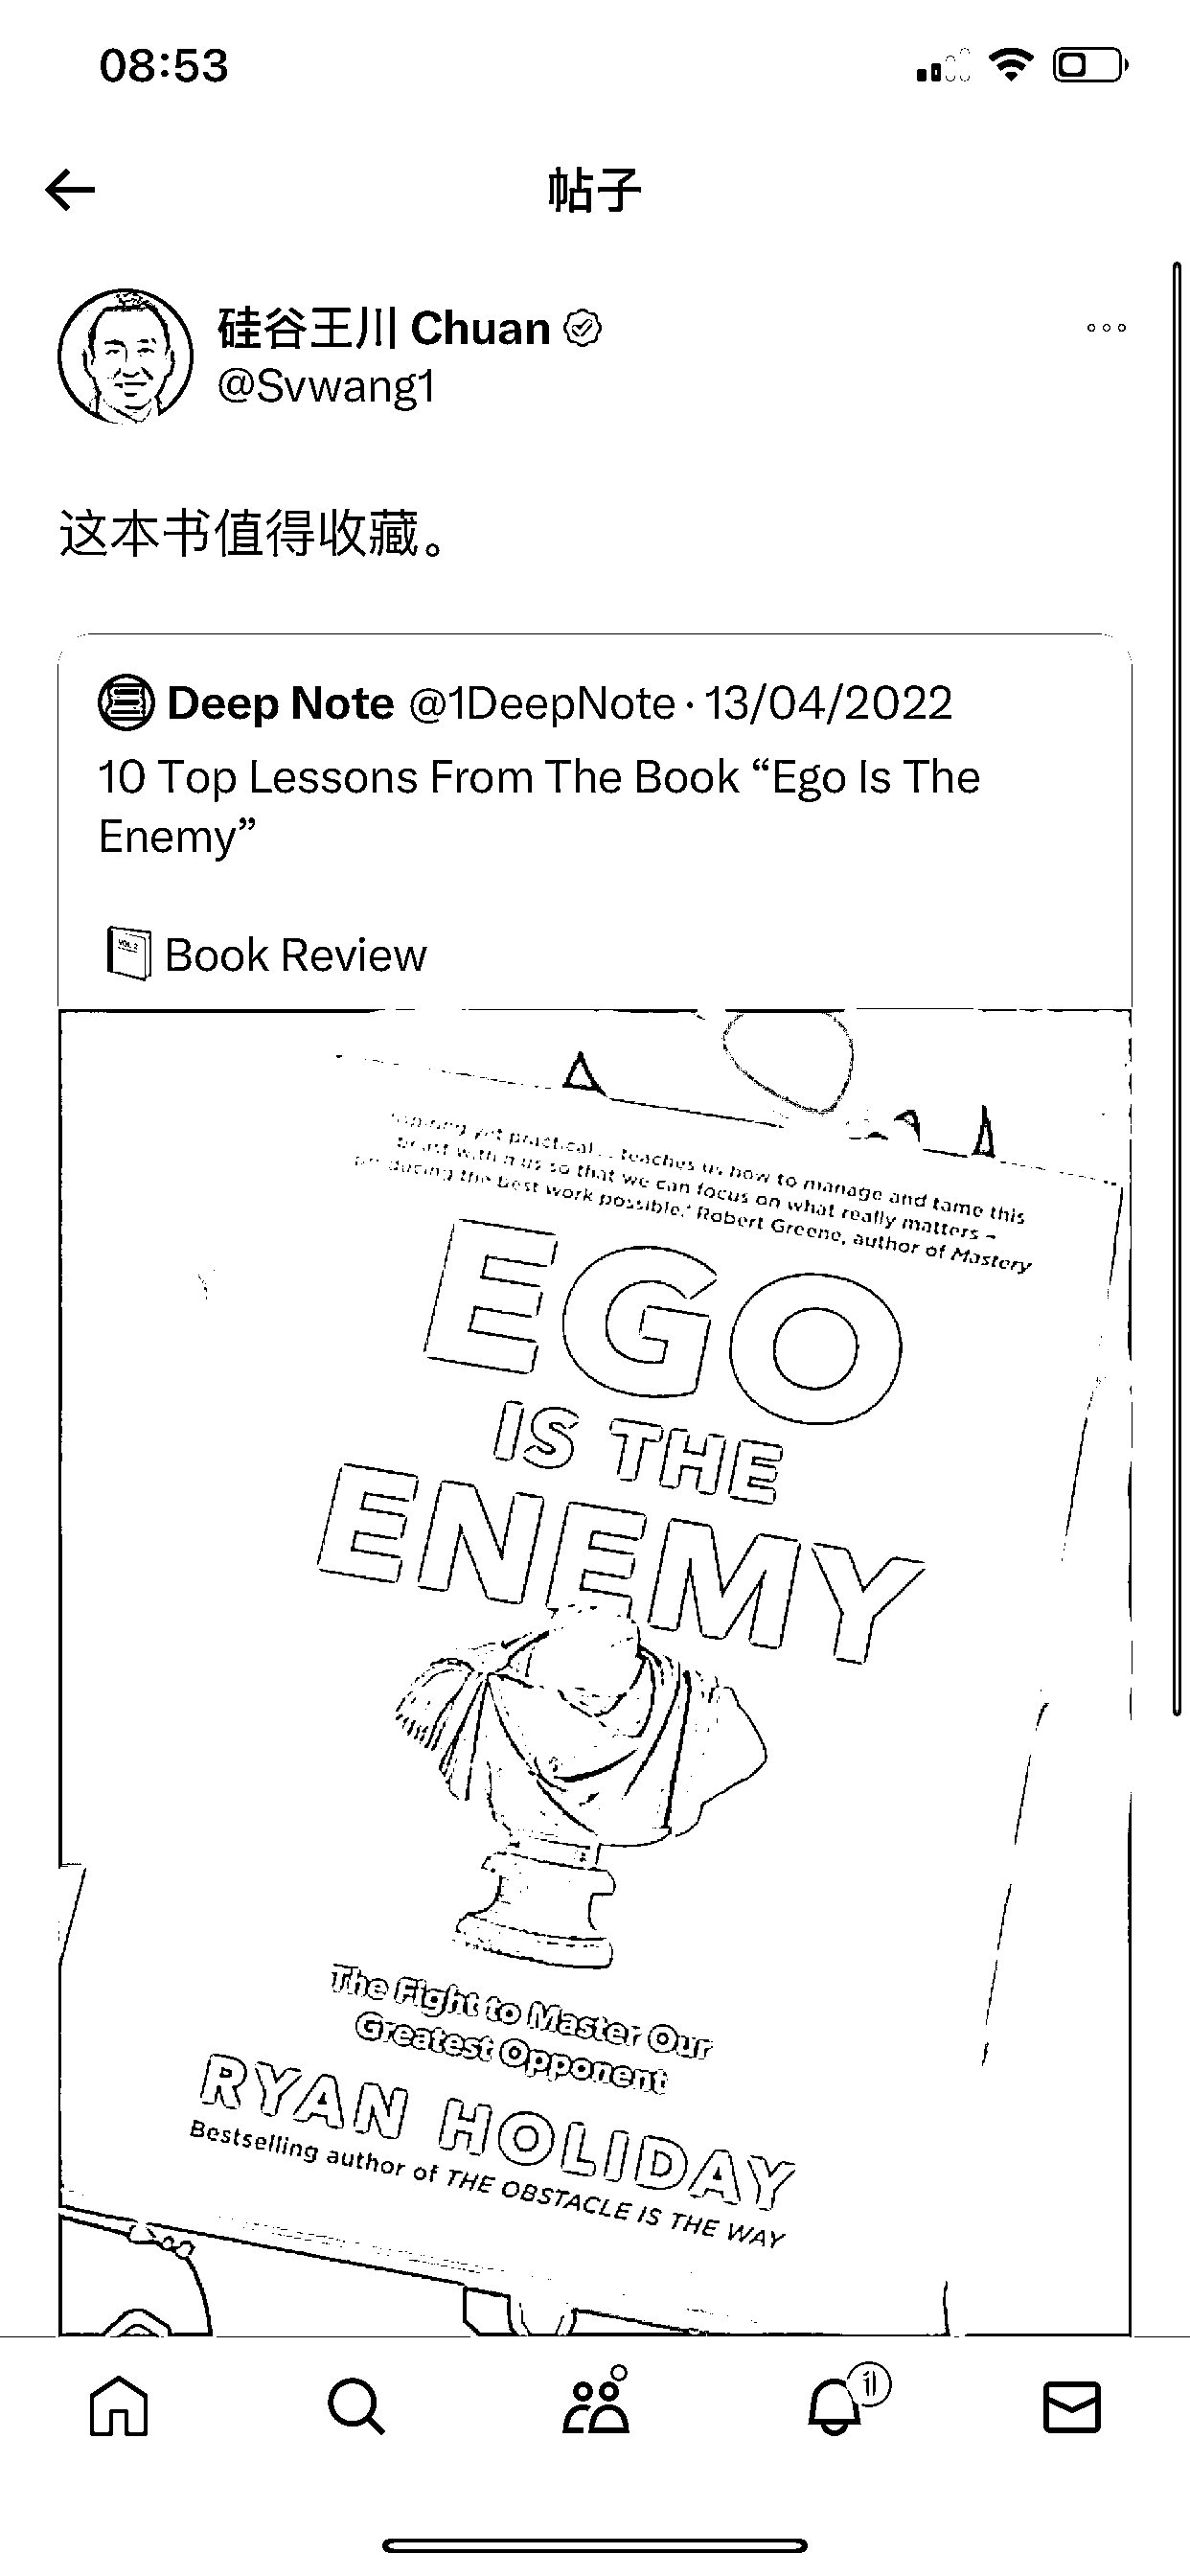 08:53
帖子
硅谷王川 Chuan
@Svwang1
这本书值得收藏。
Deep Note @1DeepNote · 13/04/2022
10 Top Lessons From The Book “Ego Is The
Enemy”
VOL 2
Book Review
yet practical... teaches us how to manage and tame this
beast within us so that we can focus on what really matters –
producing the best work possible.' Robert Greene, author of Mastery
EGO
IS THE
ENEMY
The Fight to Master Our
Greatest Opponent
RYAN HOLIDAY
Bestselling author of THE OBSTACLE IS THE WAY